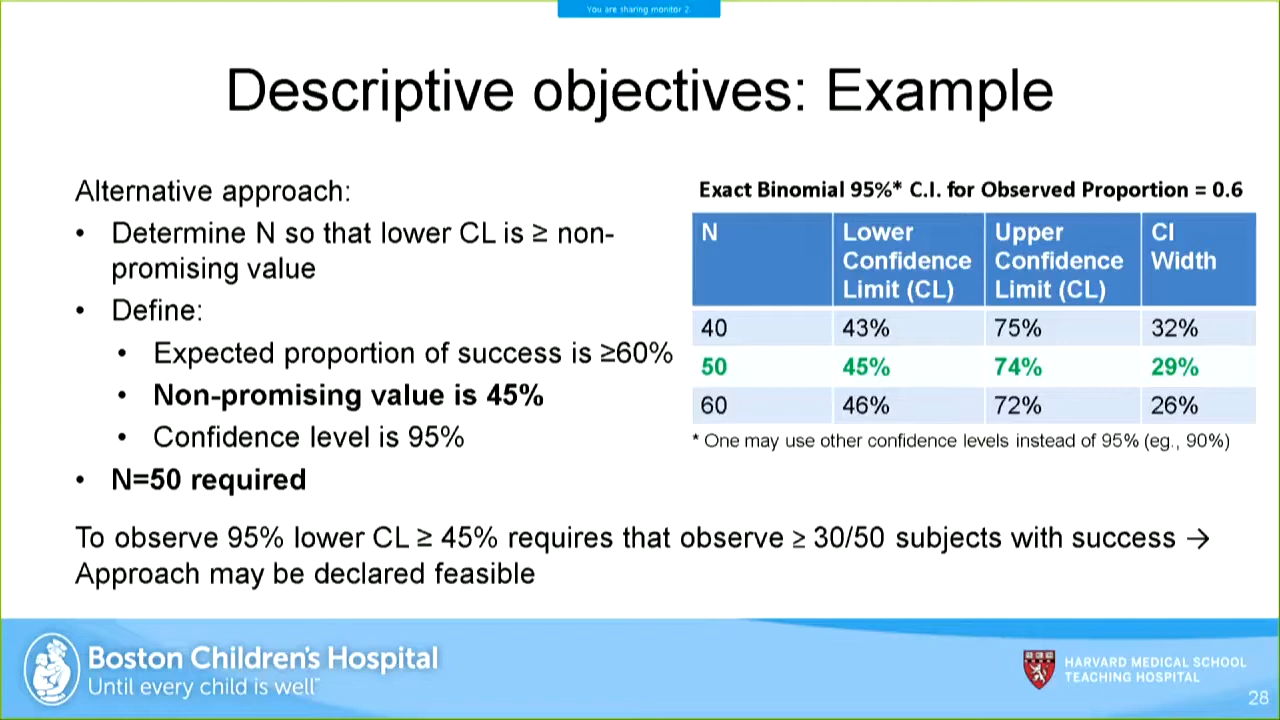 You are sharing monitor 2.
Descriptive objectives: Example
Alternative approach:
• Determine N so that lower CL is ≥ non-
promising value
• Define:
• Expected proportion of success is ≥60%
• Non-promising value is 45%
• Confidence level is 95%
• N=50 required
Exact Binomial 95%* C.I. for Observed Proportion = 0.6
N Lower Upper CI
Confidence Confidence Width
Limit (CL) Limit (CL)
40 43% 75% 32%
50 45% 74% 29%
60 46% 72% 26%
* One may use other confidence levels instead of 95% (eg., 90%)
To observe 95% lower CL ≥ 45% requires that observe ≥ 30/50 subjects with success →
Approach may be declared feasible
Boston Children's Hospital
Until every child is well™
HARVARD MEDICAL SCHOOL
TEACHING HOSPITAL
28